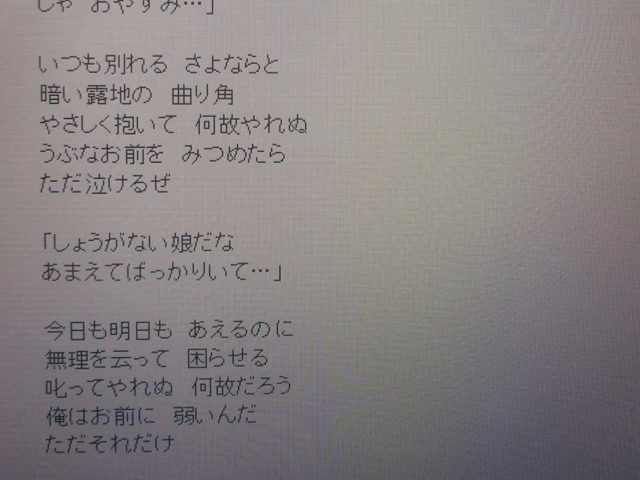 じゃ おやすみ…」
いつも別れる さよならと
暗い露地の 曲り角
やさしく抱いて 何故やれぬ
うぶなお前を みつめたら
ただ泣けるぜ
「しょうがない娘だな
あまえてばっかりいて…」
今日も明日も あえるのに
無理を云って 困らせる
叱ってやれぬ 何故だろう
俺はお前に 弱いんだ
ただそれだけ